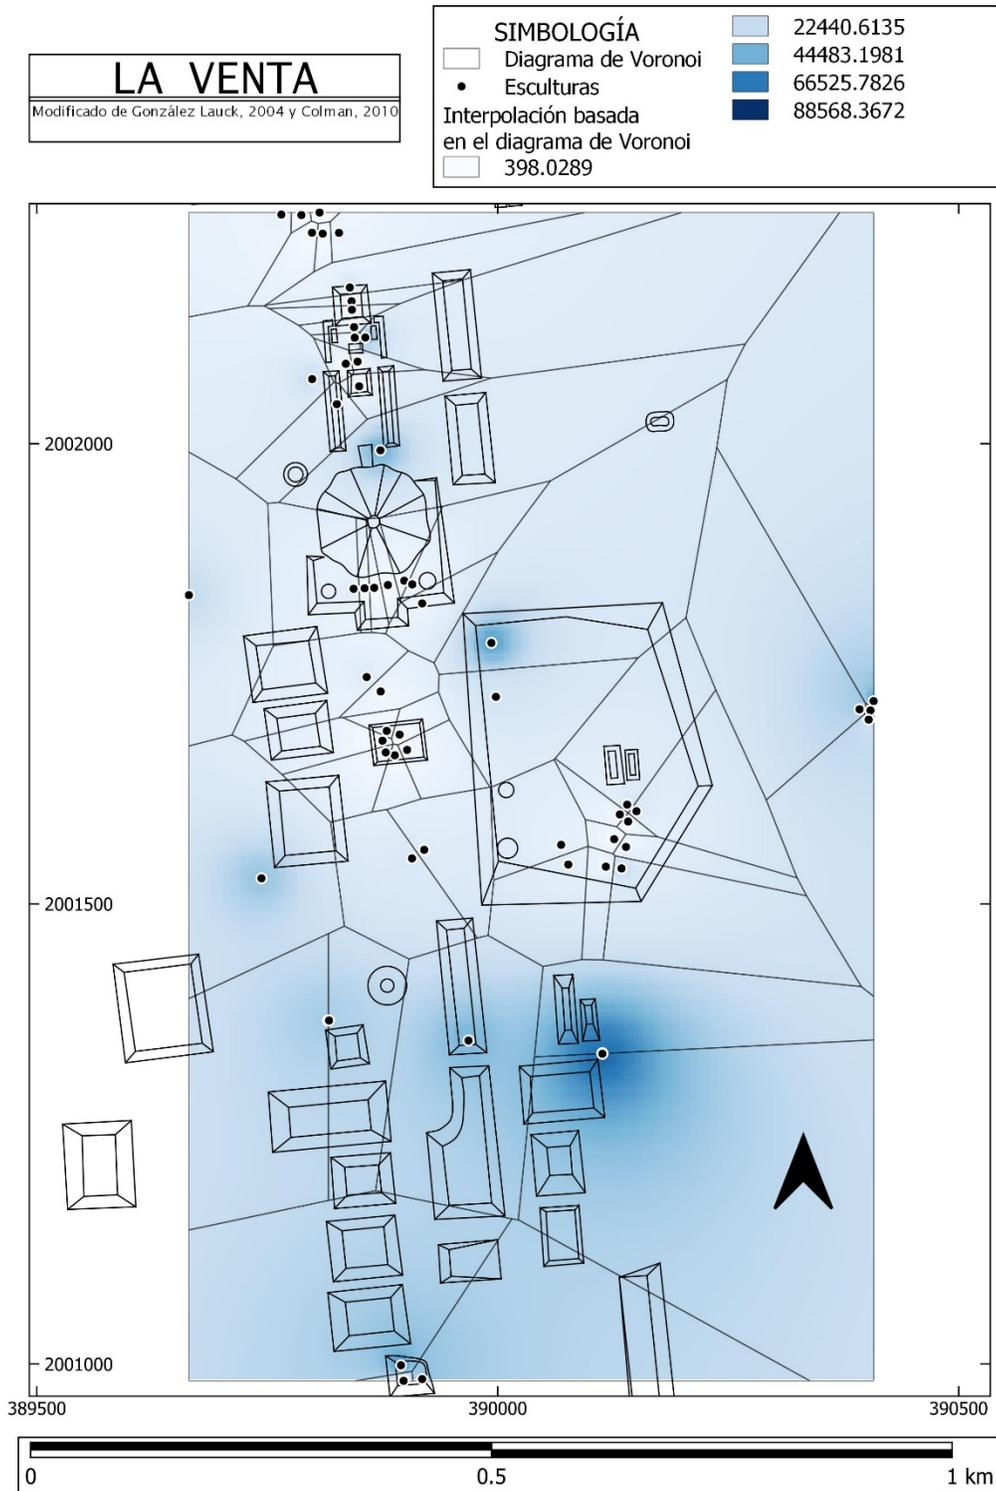 LA VENTA
Modificado de González Lauck, 2004 y Colman, 2010
SIMBOLOGÍA
Diagrama de Voronoi
Esculturas
Interpolación basada
en el diagrama de Voronoi
398.0289
22440.6135
44483.1981
66525.7826
88568.3672
2002000
2001500
2001000
389500
390000
390500
0
0.5
1 km